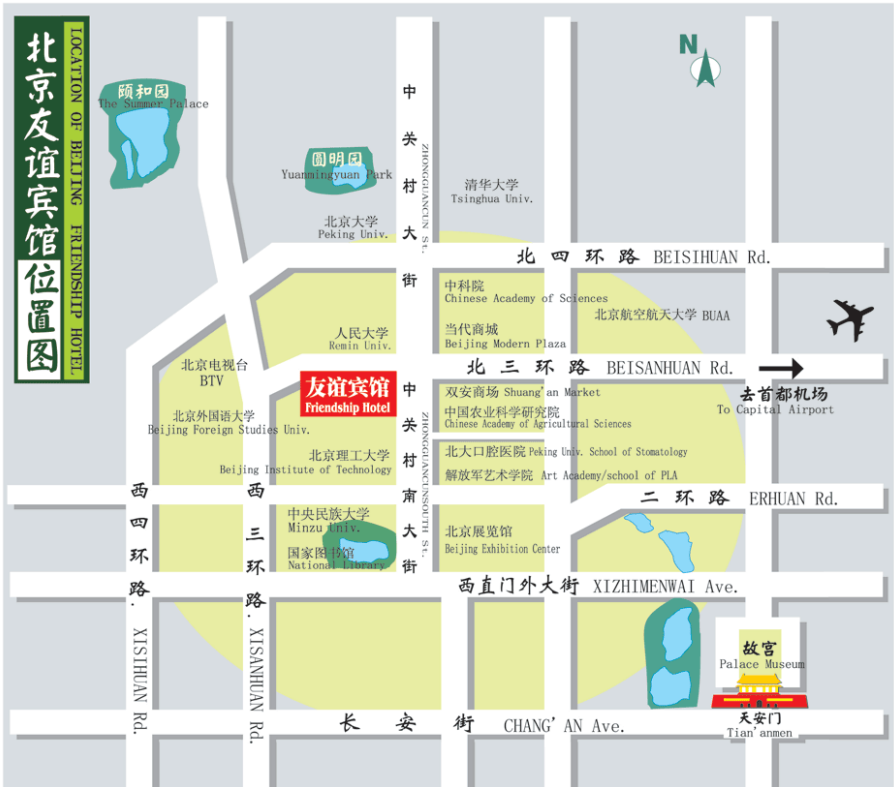 北京友谊宾馆位置图
LOCATION OF BEIJING FRIENDSHIP HOTEL
N
颐和园
The Summer Palace
圆明园
Yuanmingyuan Park
中关村大街
ZHONGGUANCUN St.
清华大学
Tsinghua Univ.
北京大学
Peking Univ.
北四环路 BEISIHUAN Rd.
中科院
Chinese Academy of Sciences
北京航空航天大学 BUAA
人民大学
Remin Univ.
当代商城
Beijing Modern Plaza
北京电视台
BTV
北三环路 BEISANHUAN Rd.
去首都机场
To Capital Airport
友谊宾馆
Friendship Hotel
双安商场 Shuang'an Market
中国农业科学研究院
Chinese Academy of Agricultural Sciences
北京外国语大学
Beijing Foreign Studies Univ.
中关村南大街
ZHONGGUANCUNSOUTH St.
北京理工大学
Beijing Institute of Technology
北大口腔医院 Peking Univ. School of Stomatology
解放军艺术学院 Art Academy/school of PLA
二环路 ERHUAN Rd.
西四环路.
XISIHUAN Rd.
西三环路.
XISANHUAN Rd.
中央民族大学
Minzu Univ.
国家图书馆
National Library
北京展览馆
Beijing Exhibition Center
西直门外大街 XIZHIMENWAI Ave.
故宫
Palace Museum
天安门
Tian'anmen
长安街 CHANG'AN Ave.